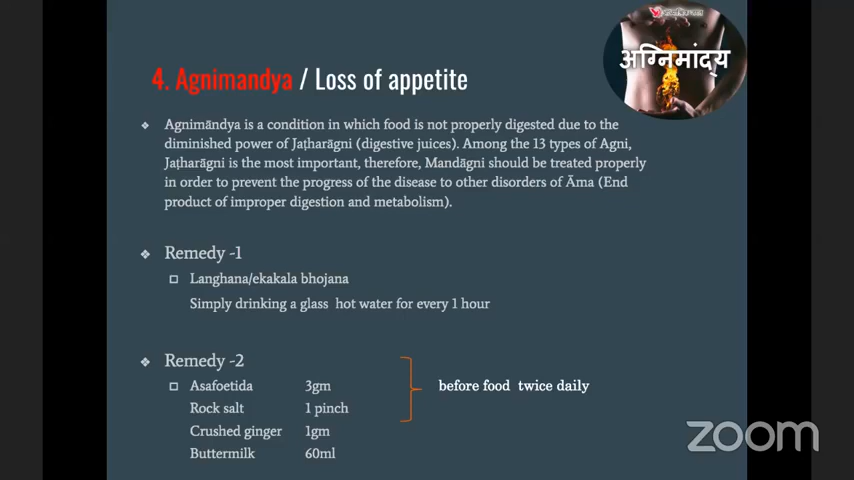 अग्निमांद्य
4. Agnimandya / Loss of appetite
❖ Agnimāndya is a condition in which food is not properly digested due to the
diminished power of Jaṭharāgni (digestive juices). Among the 13 types of Agni,
Jaṭharāgni is the most important, therefore, Mandāgni should be treated properly
in order to prevent the progress of the disease to other disorders of Āma (End
product of improper digestion and metabolism).
❖ Remedy -1
Langhana/ekakala bhojana
Simply drinking a glass hot water for every 1 hour
❖ Remedy -2
Asafoetida 3gm before food twice daily
Rock salt 1 pinch
Crushed ginger 1gm
Buttermilk 60ml
zoom